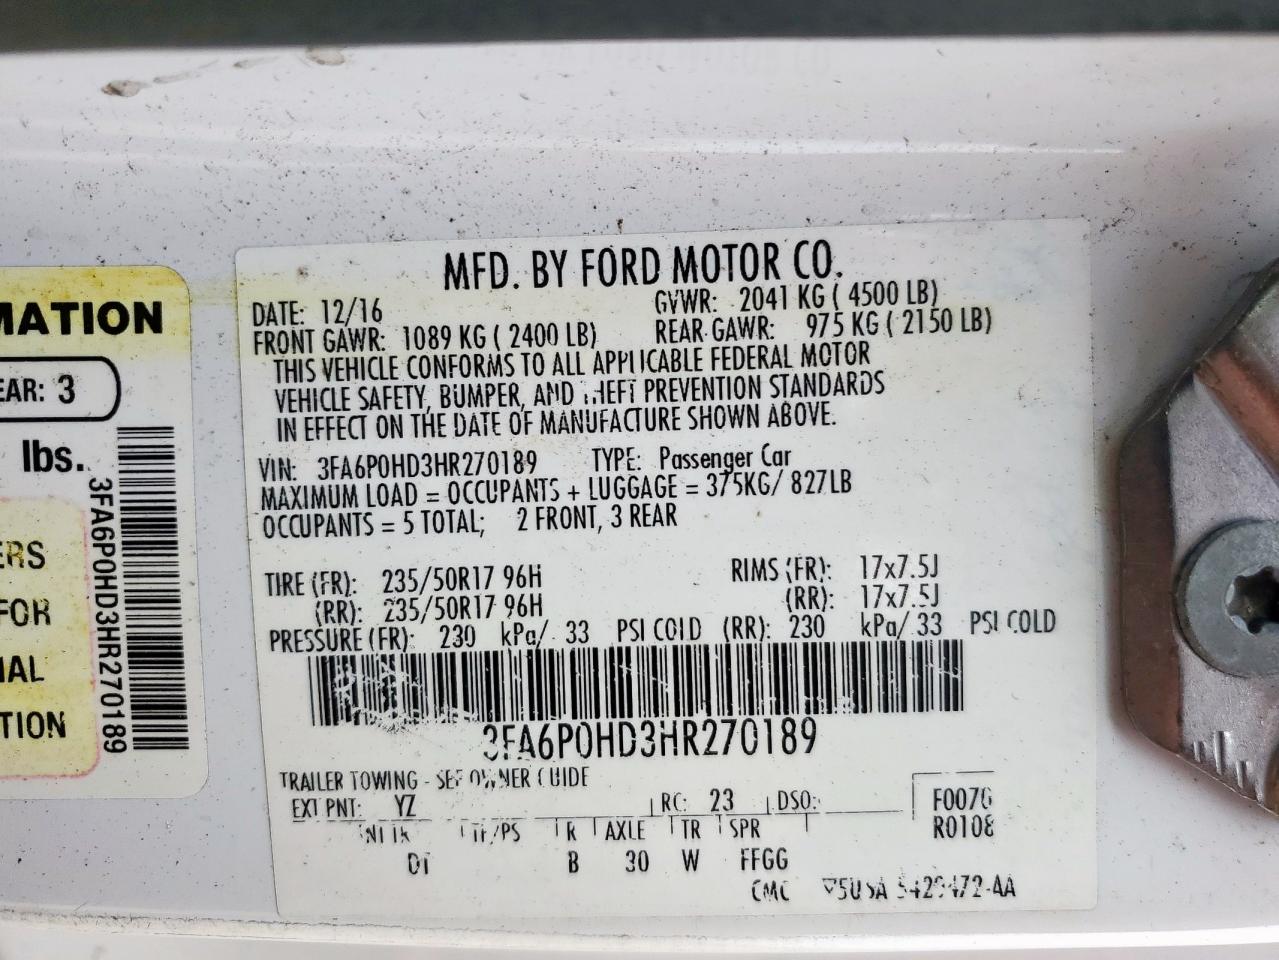 MATION
EAR: 3
lbs.
3FA6P0HD3HR270189
ERS
FOR
IAL
TION
MFD. BY FORD MOTOR CO.
DATE: 12/16 GVWR: 2041 KG ( 4500 LB)
FRONT GAWR: 1089 KG ( 2400 LB) REAR GAWR: 975 KG ( 2150 LB)
THIS VEHICLE CONFORMS TO ALL APPLICABLE FEDERAL MOTOR
VEHICLE SAFETY, BUMPER, AND THEFT PREVENTION STANDARDS
IN EFFECT ON THE DATE OF MANUFACTURE SHOWN ABOVE.
VIN: 3FA6P0HD3HR270189 TYPE: Passenger Car
MAXIMUM LOAD = OCCUPANTS + LUGGAGE = 375KG/ 827LB
OCCUPANTS = 5 TOTAL; 2 FRONT, 3 REAR
TIRE (FR): 235/50R17 96H RIMS (FR): 17x7.5J
(RR): 235/50R17 96H (RR): 17x7.5J
PRESSURE (FR): 230 kPa/ 33 PSI COLD (RR): 230 kPa/ 33 PSI COLD
3FA6P0HD3HR270189
TRAILER TOWING - SEE OWNER GUIDE
EXT PNT: YZ RC: 23 DSO: F0076
R0108
INT TR TP/PS R AXLE TR SPR
DT B 30 W FFGG
CMC